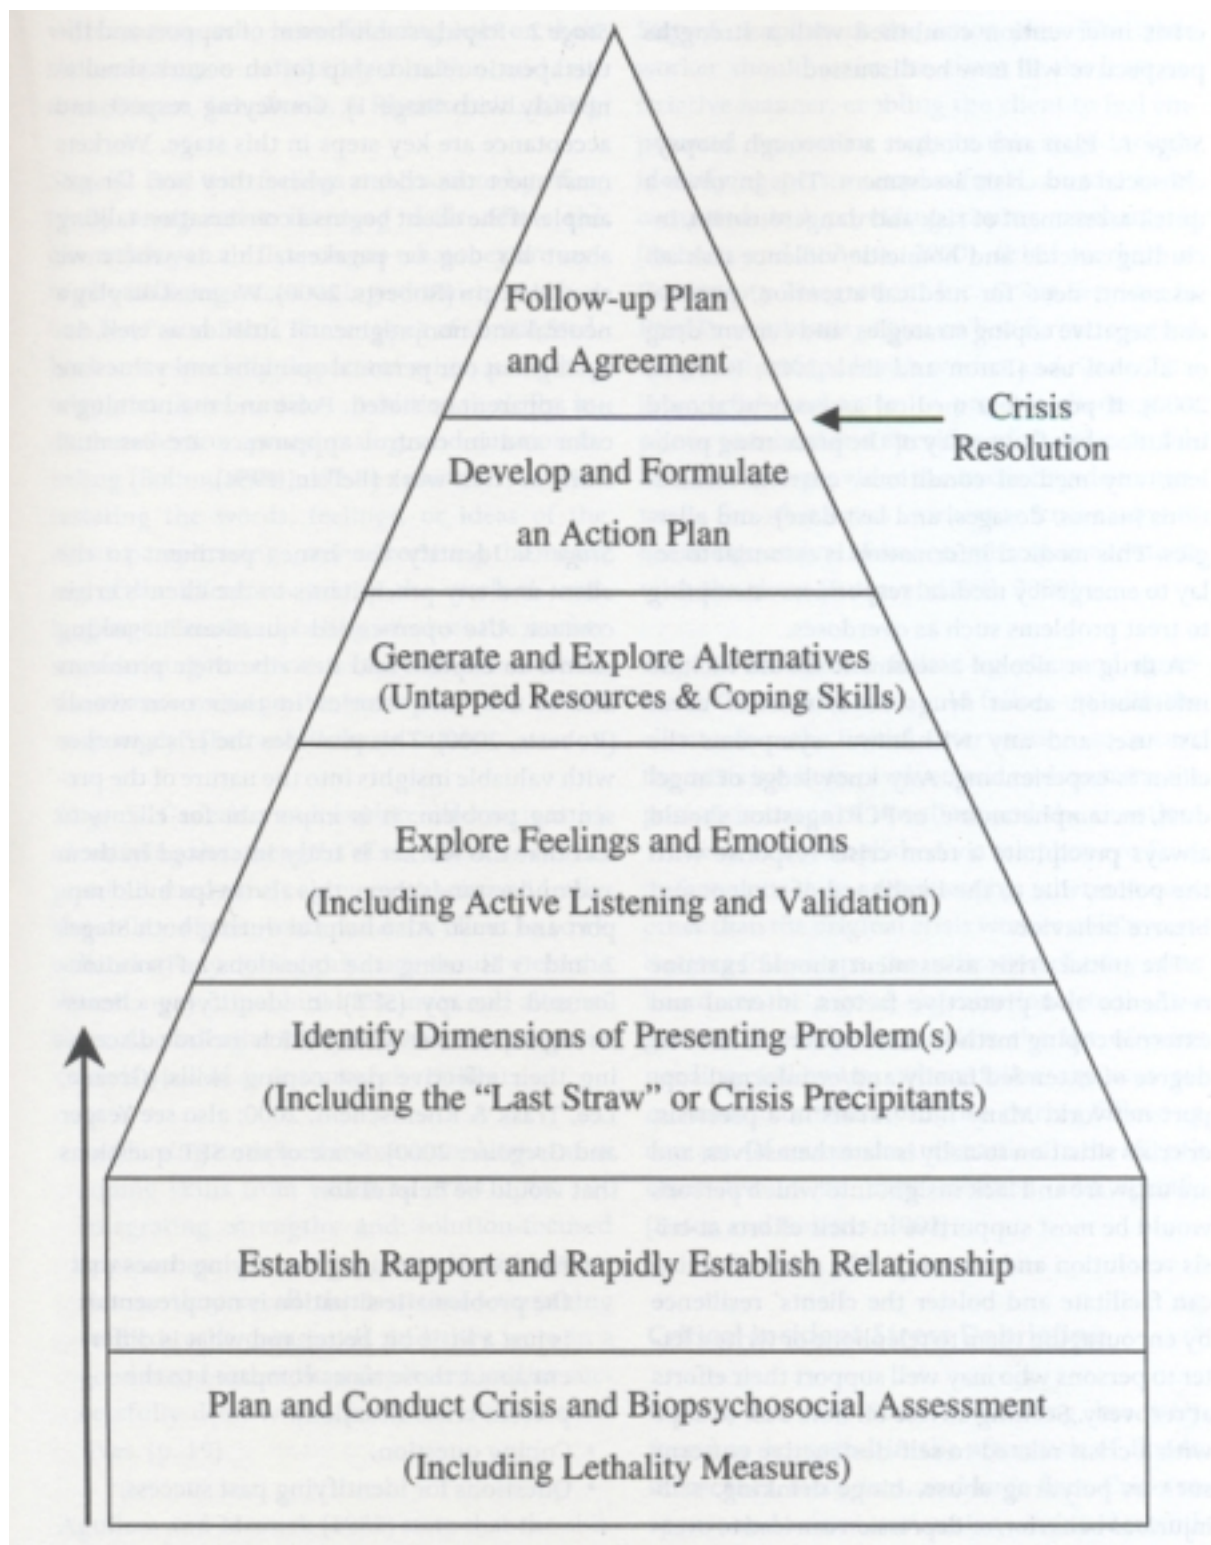 Follow-up Plan
and Agreement
Crisis
Resolution
Develop and Formulate
an Action Plan
Generate and Explore Alternatives
(Untapped Resources & Coping Skills)
Explore Feelings and Emotions
(Including Active Listening and Validation)
Identify Dimensions of Presenting Problem(s)
(Including the “Last Straw” or Crisis Precipitants)
Establish Rapport and Rapidly Establish Relationship
Plan and Conduct Crisis and Biopsychosocial Assessment
(Including Lethality Measures)